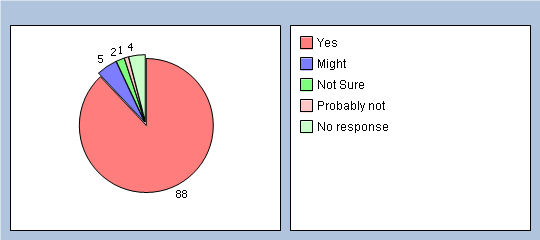 5
2
1
4
88
Yes
Might
Not Sure
Probably not
No response